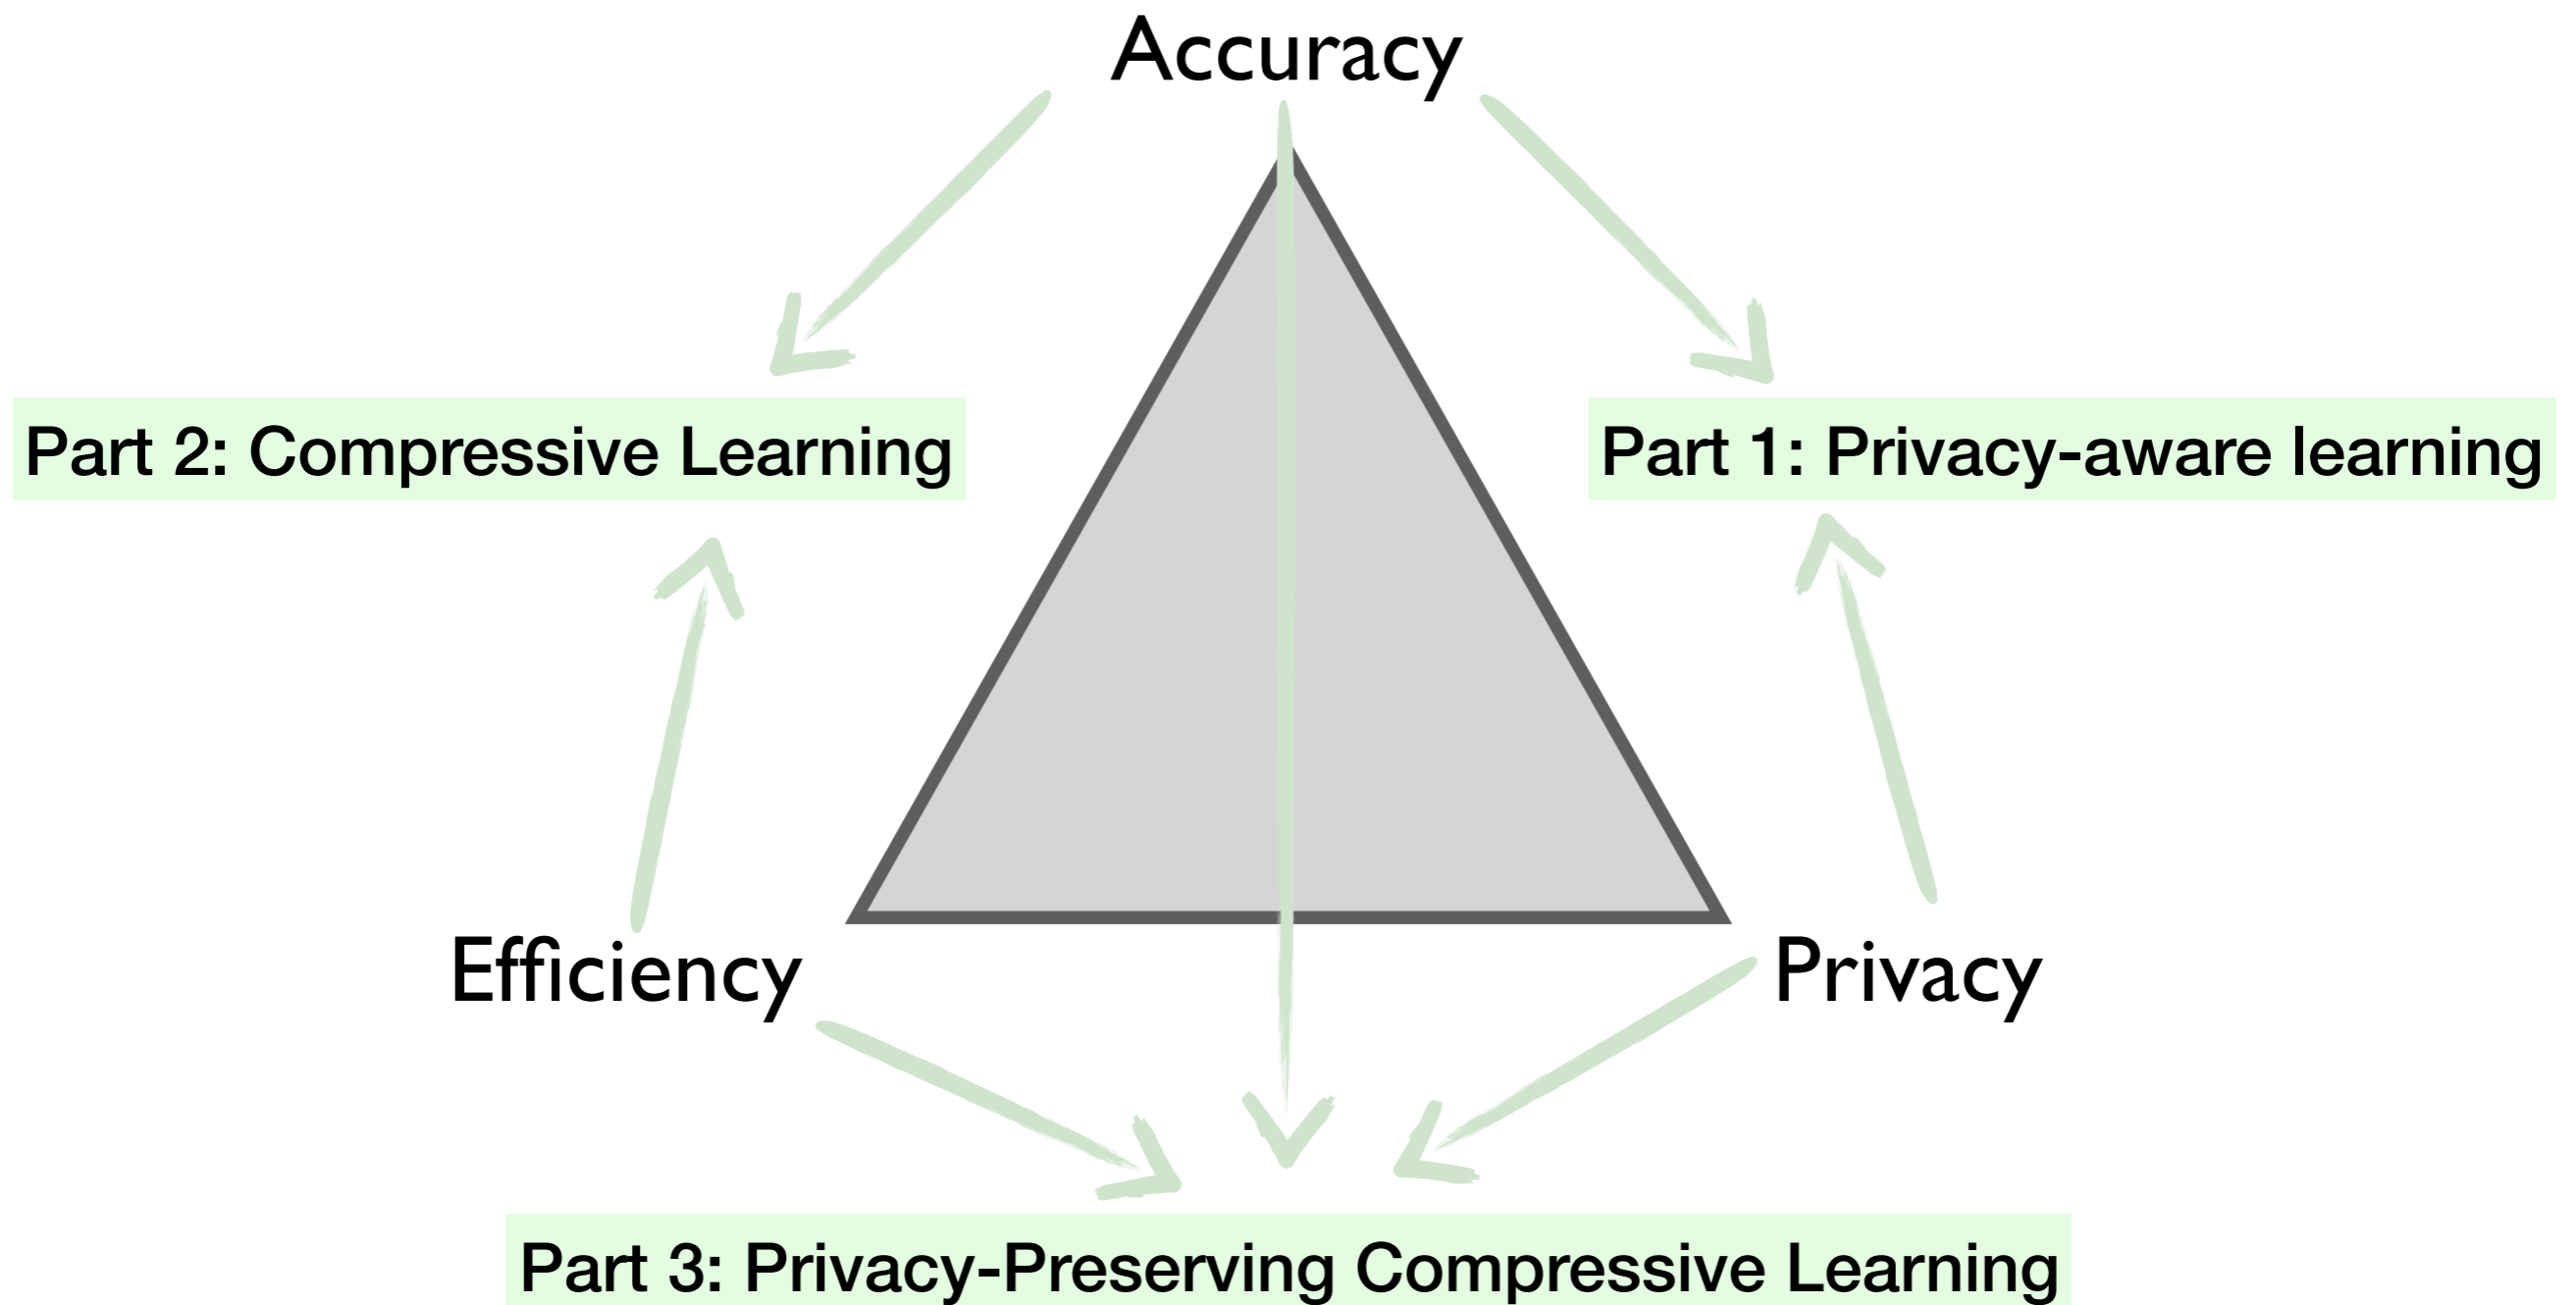 Accuracy
Part 2: Compressive Learning
Part 1: Privacy-aware learning
Efficiency
Privacy
Part 3: Privacy-Preserving Compressive Learning